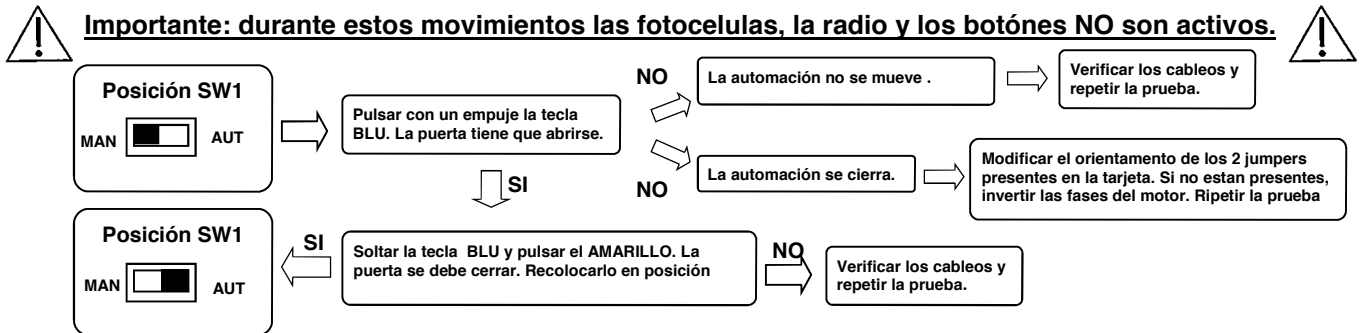 Importante: durante estos movimientos las fotocelulas, la radio y los botónes NO son activos.
Posición SW1
MAN
AUT
Pulsar con un empuje la tecla
BLU. La puerta tiene que abrirse.
NO
La automación no se mueve .
Verificar los cableos y
repetir la prueba.
NO
La automación se cierra.
Modificar el orientamento de los 2 jumpers
presentes en la tarjeta. Si no estan presentes,
invertir las fases del motor. Ripetir la prueba
SI
Posición SW1
MAN
AUT
SI
Soltar la tecla  BLU y pulsar el AMARILLO. La
puerta se debe cerrar. Recolocarlo en posición
NO
Verificar los cableos y
repetir la prueba.